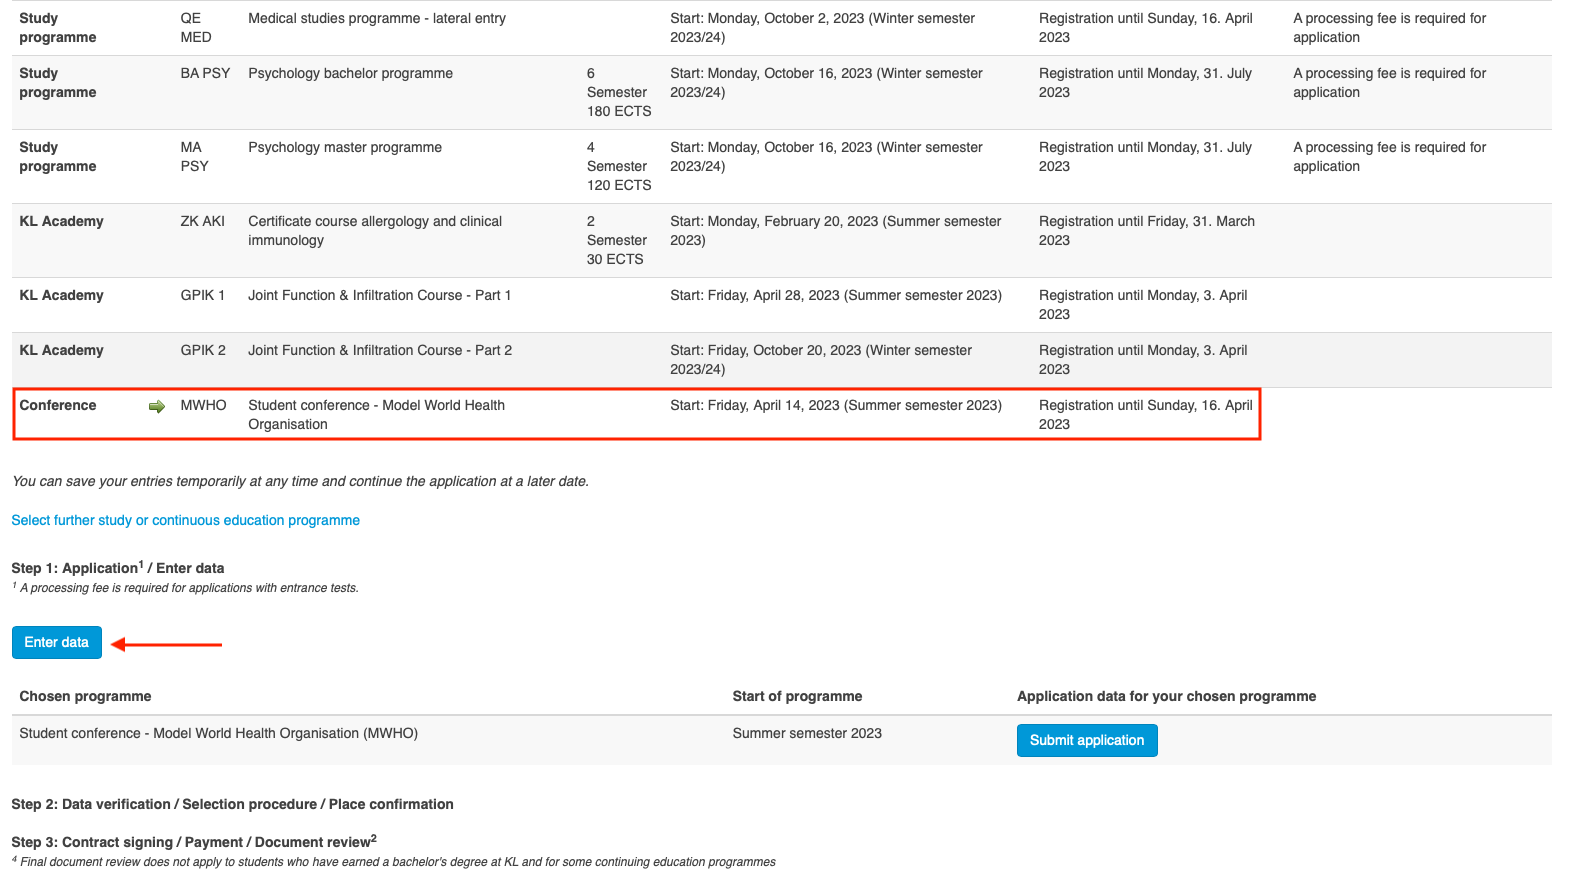 Study programme QE MED Medical studies programme - lateral entry Start: Monday, October 2, 2023 (Winter semester 2023/24) Registration until Sunday, 16. April 2023 A processing fee is required for application
Study programme BA PSY Psychology bachelor programme 6 Semester 180 ECTS Start: Monday, October 16, 2023 (Winter semester 2023/24) Registration until Monday, 31. July 2023 A processing fee is required for application
Study programme MA PSY Psychology master programme 4 Semester 120 ECTS Start: Monday, October 16, 2023 (Winter semester 2023/24) Registration until Monday, 31. July 2023 A processing fee is required for application
KL Academy ZK AKI Certificate course allergology and clinical immunology 2 Semester 30 ECTS Start: Monday, February 20, 2023 (Summer semester 2023) Registration until Friday, 31. March 2023
KL Academy GPIK 1 Joint Function & Infiltration Course - Part 1 Start: Friday, April 28, 2023 (Summer semester 2023) Registration until Monday, 3. April 2023
KL Academy GPIK 2 Joint Function & Infiltration Course - Part 2 Start: Friday, October 20, 2023 (Winter semester 2023/24) Registration until Monday, 3. April 2023
Conference MWHO Student conference - Model World Health Organisation Start: Friday, April 14, 2023 (Summer semester 2023) Registration until Sunday, 16. April 2023
You can save your entries temporarily at any time and continue the application at a later date.
Select further study or continuous education programme
Step 1: Application¹ / Enter data
¹ A processing fee is required for applications with entrance tests.
Enter data
Chosen programme Start of programme Application data for your chosen programme
Student conference - Model World Health Organisation (MWHO) Summer semester 2023 Submit application
Step 2: Data verification / Selection procedure / Place confirmation
Step 3: Contract signing / Payment / Document review²
⁴ Final document review does not apply to students who have earned a bachelor's degree at KL and for some continuing education programmes